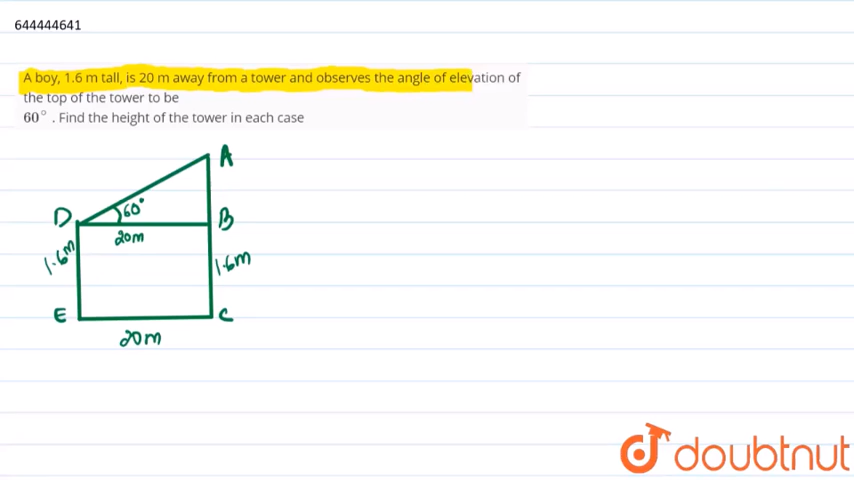 644444641
A boy, 1.6 m tall, is 20 m away from a tower and observes the angle of elevation of
the top of the tower to be
60° . Find the height of the tower in each case
A
D
60°
B
20m
1.6m
1.6m
E
C
20m
doubtnut